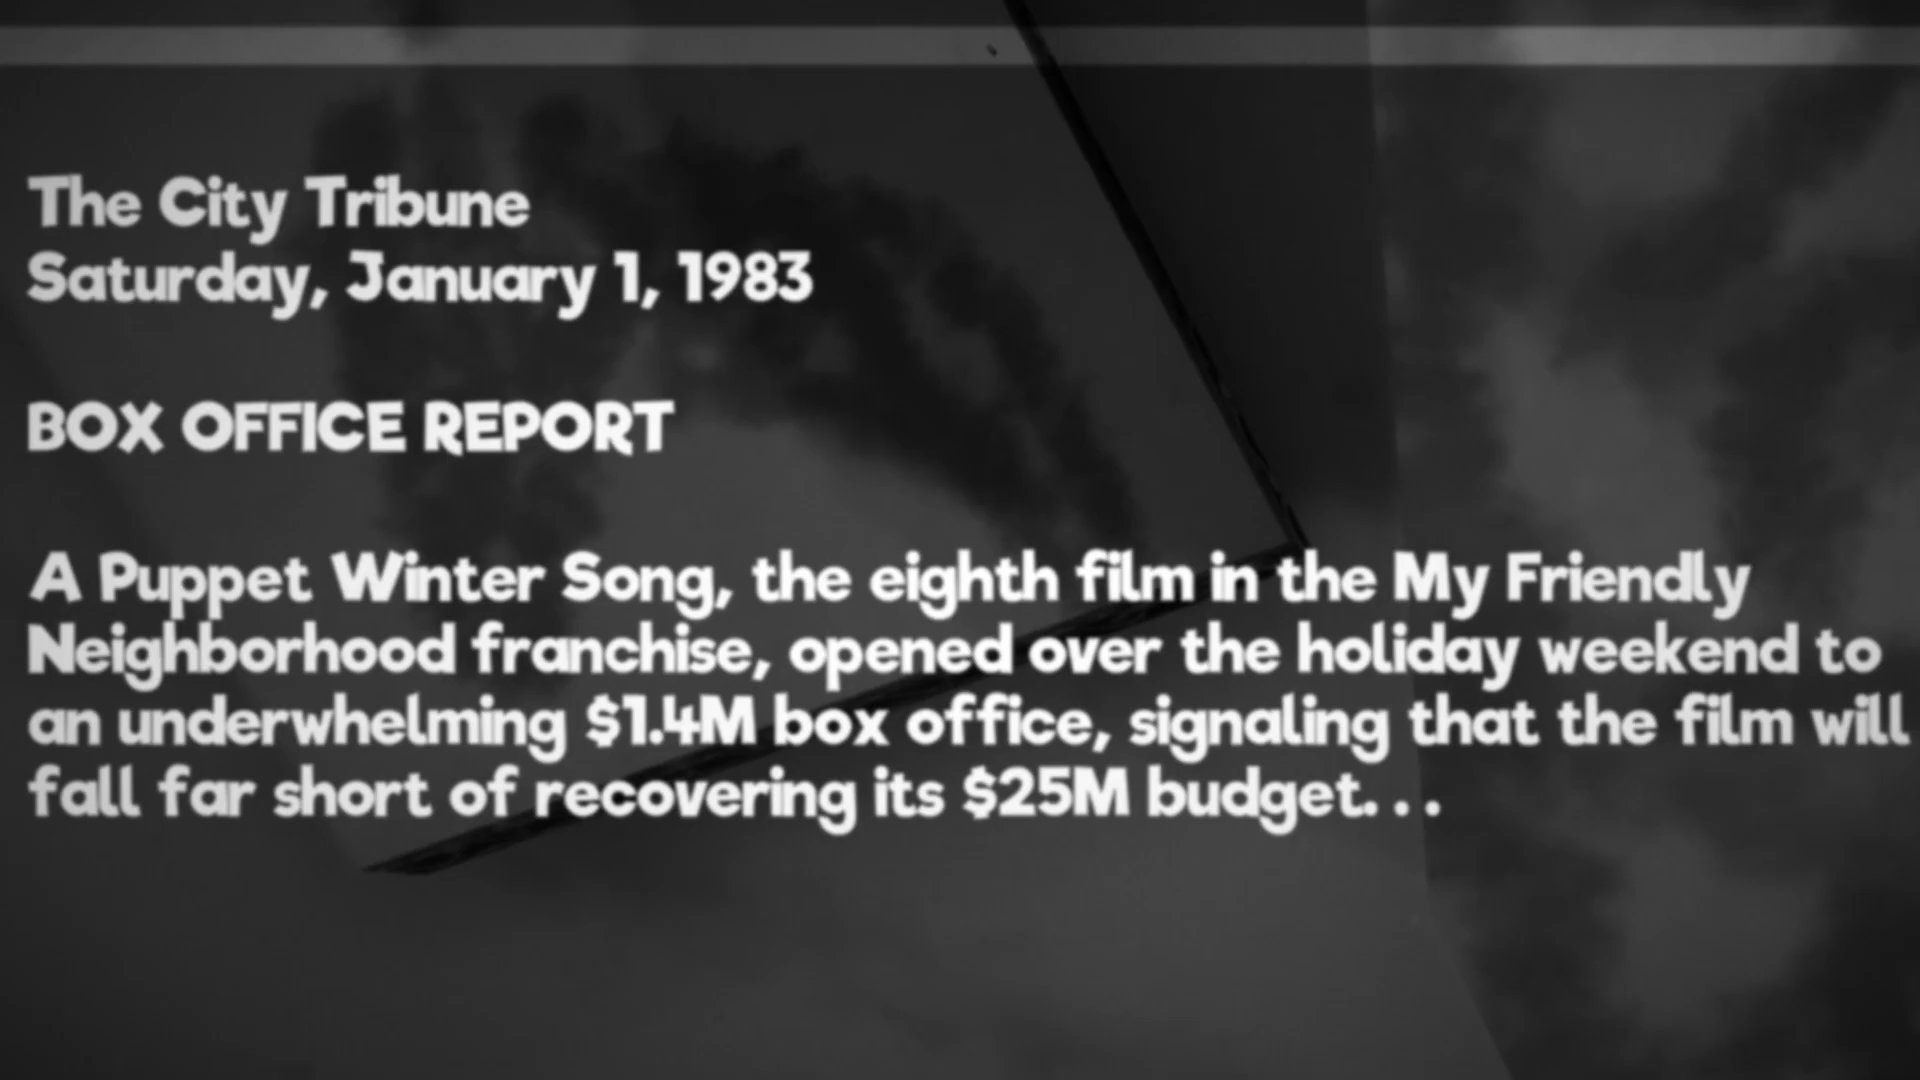 The City Tribune
Saturday, January 1, 1983
BOX OFFICE REPORT
A Puppet Winter Song, the eighth film in the My Friendly
Neighborhood franchise, opened over the holiday weekend to
an underwhelming $1.4M box office, signaling that the film will
fall far short of recovering its $25M budget. . .